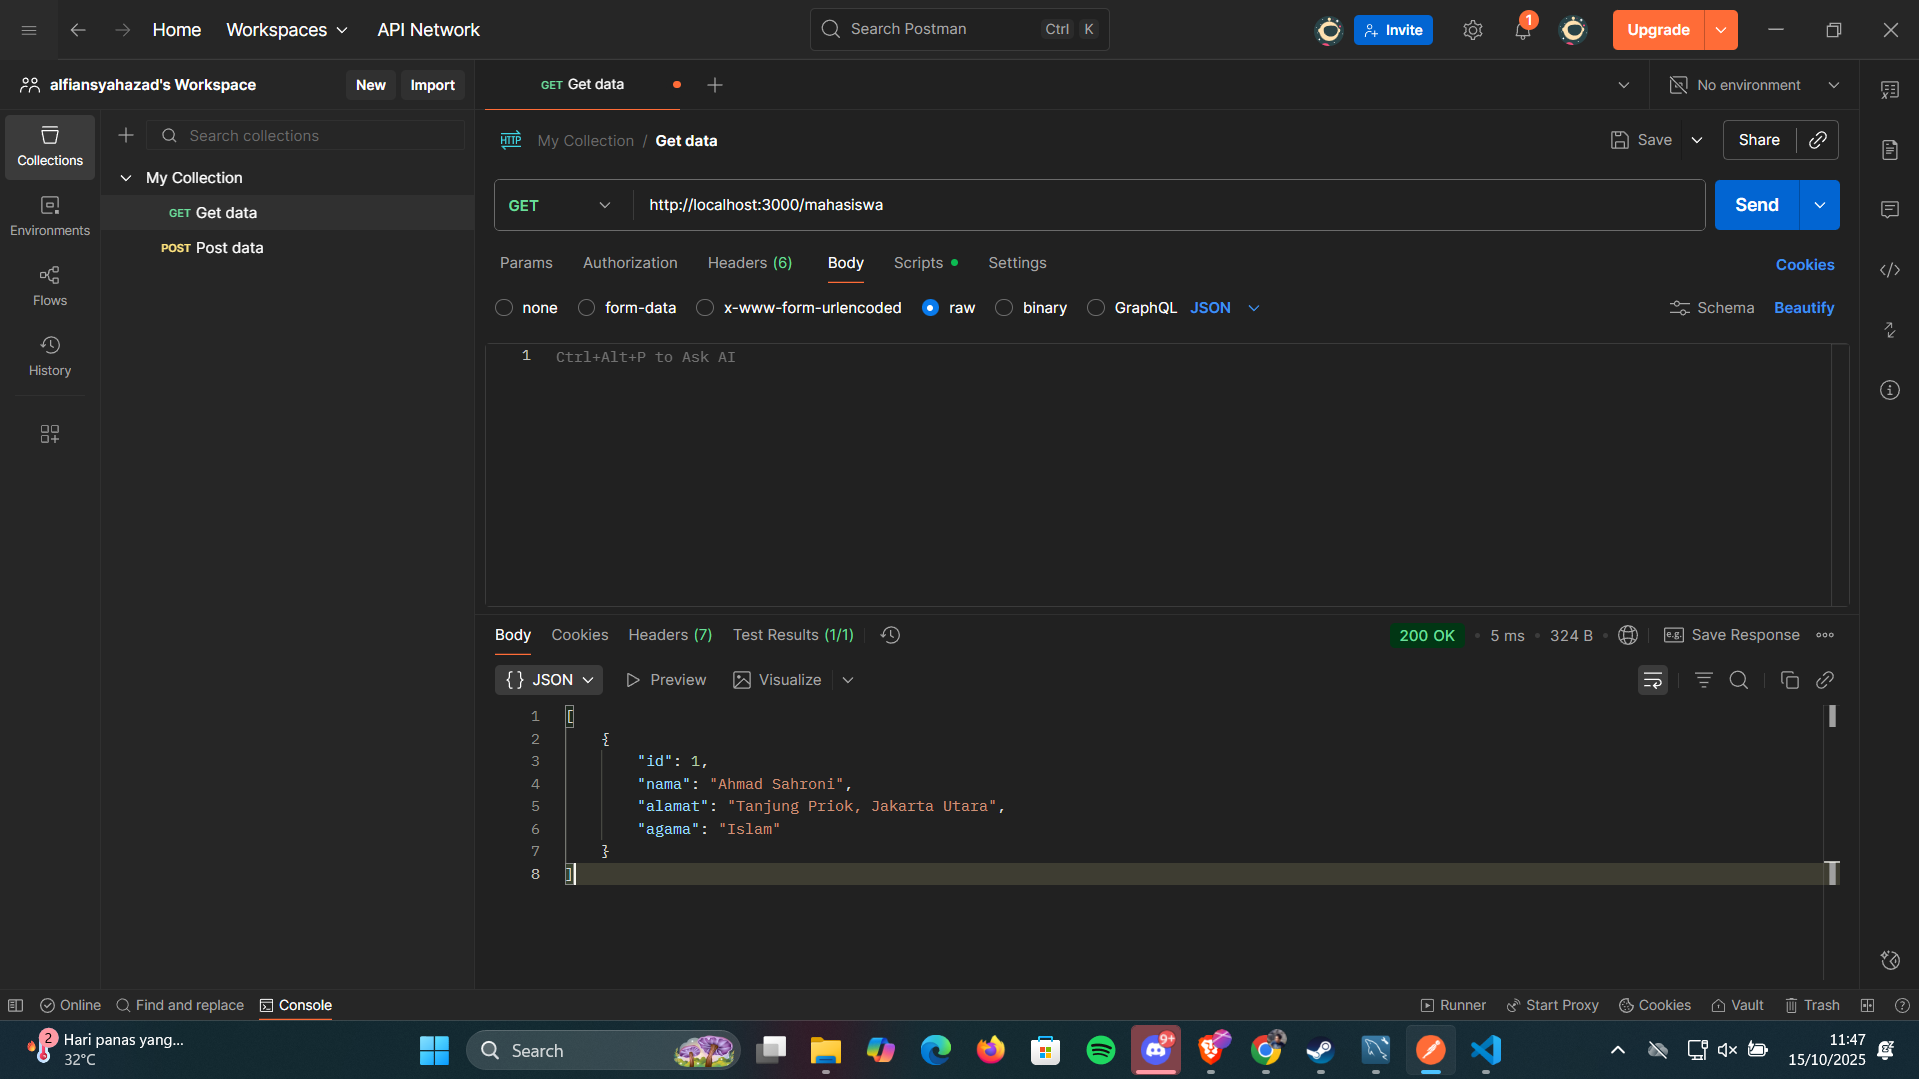 Home
Workspaces
API Network
Search Postman
Ctrl
K
Invite
1
Upgrade
alfiansyahazad's Workspace
New
Import
GET Get data
No environment
Collections
Search collections
HTTP
My Collection / Get data
Save
Share
My Collection
GET Get data
GET
http://localhost:3000/mahasiswa
Send
Environments
POST Post data
Params
Authorization
Headers (6)
Body
Scripts
Settings
Cookies
Flows
none
form-data
x-www-form-urlencoded
raw
binary
GraphQL
JSON
Schema
Beautify
History
1 Ctrl+Alt+P to Ask AI
Body
Cookies
Headers (7)
Test Results (1/1)
200 OK
5 ms
324 B
e.g.
Save Response
{} JSON
Preview
Visualize
1 [
2 {
3 "id": 1,
4 "nama": "Ahmad Sahroni",
5 "alamat": "Tanjung Priok, Jakarta Utara",
6 "agama": "Islam"
7 }
8 ]
Online
Find and replace
Console
Runner
Start Proxy
Cookies
Vault
Trash
2
Hari panas yang...
32°C
Search
9+
11:47
15/10/2025